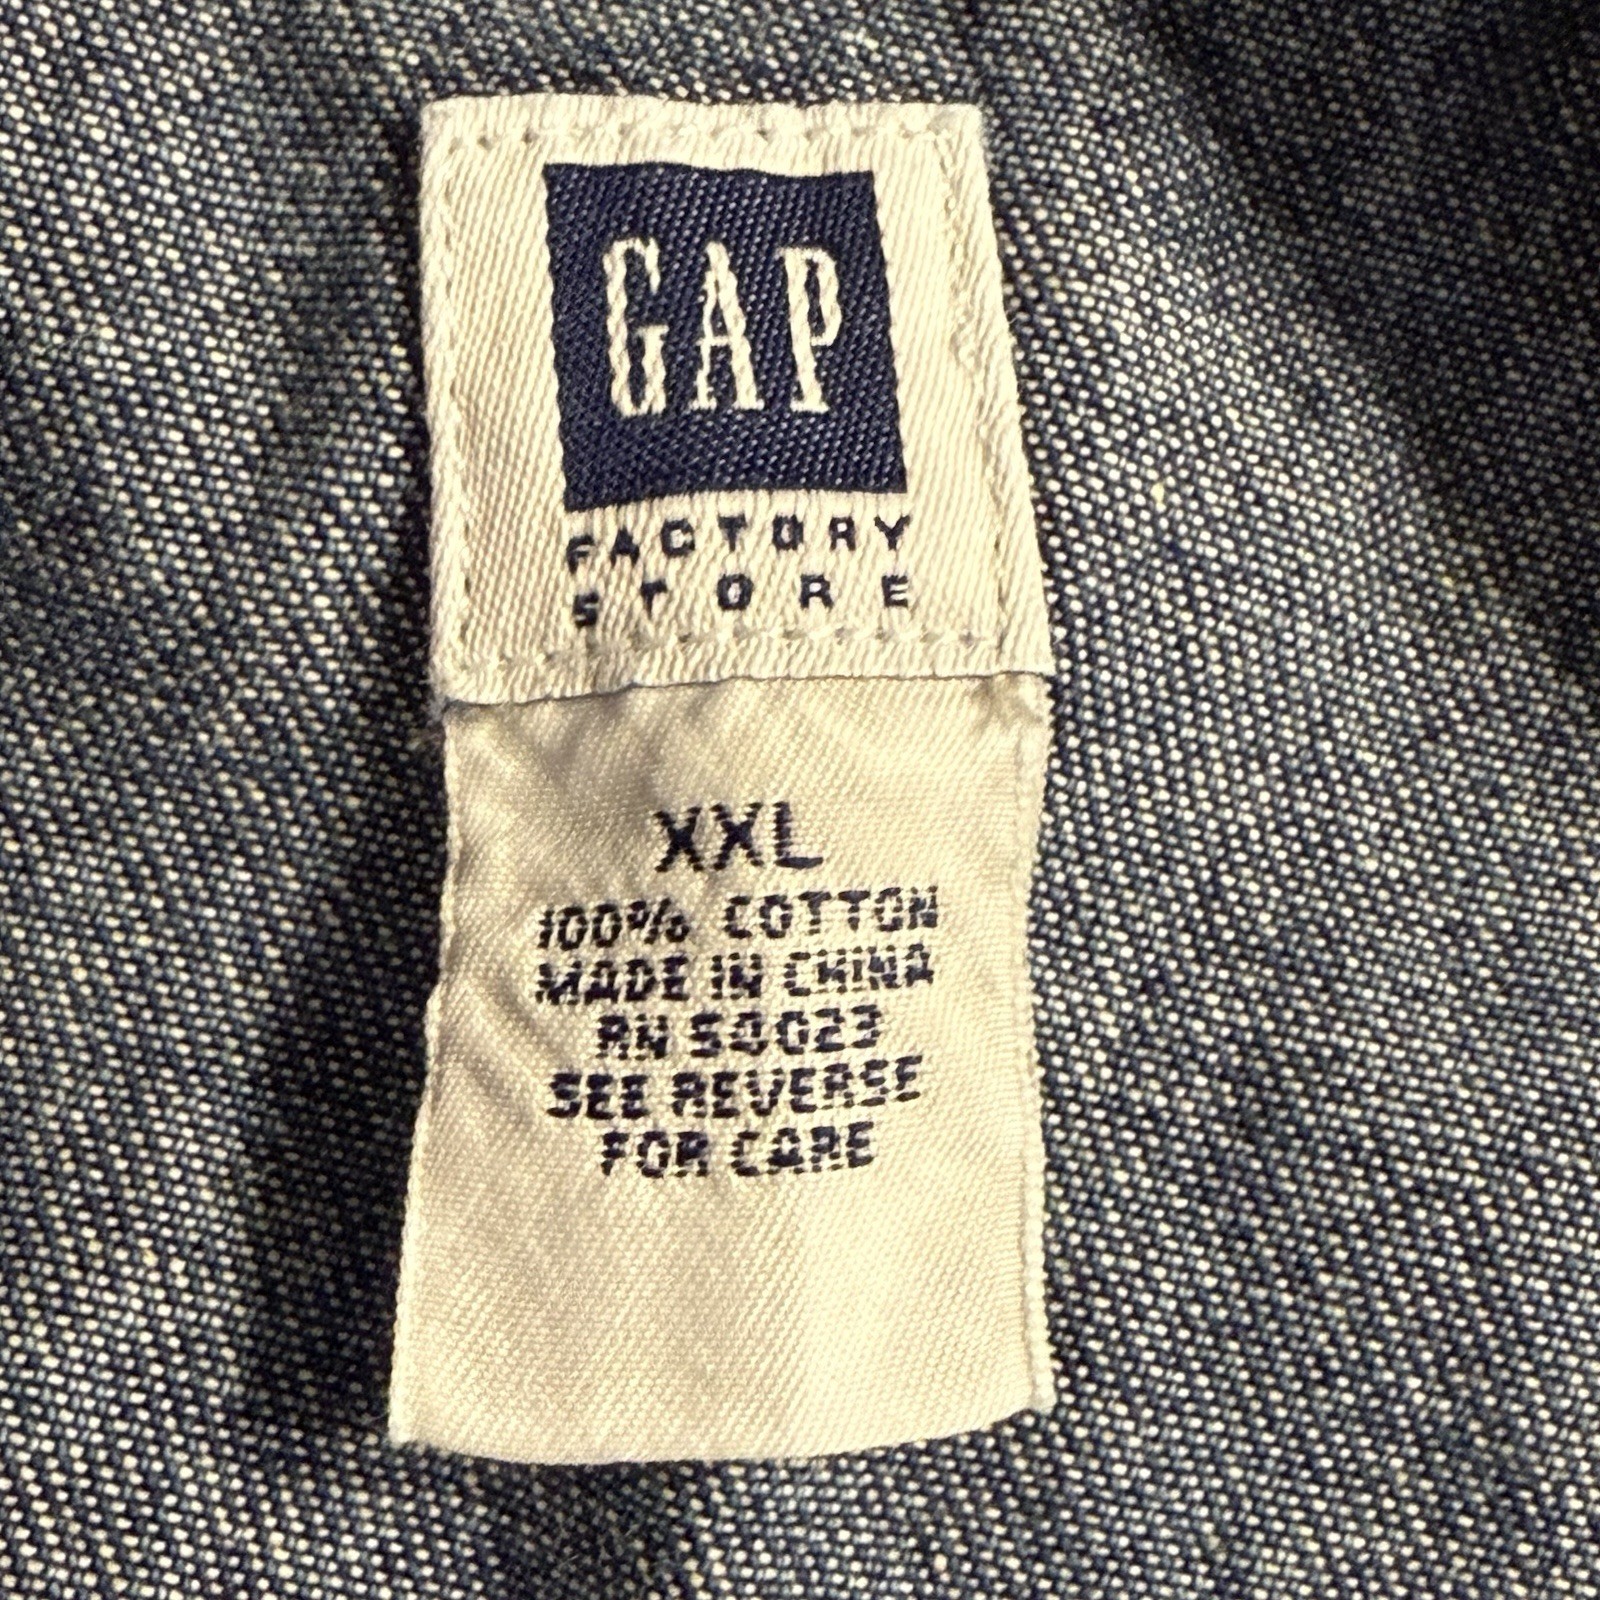 GAP
FACTORY
STORE
XXL
100% COTTON
MADE IN CHINA
RN 54023
SEE REVERSE
FOR CARE